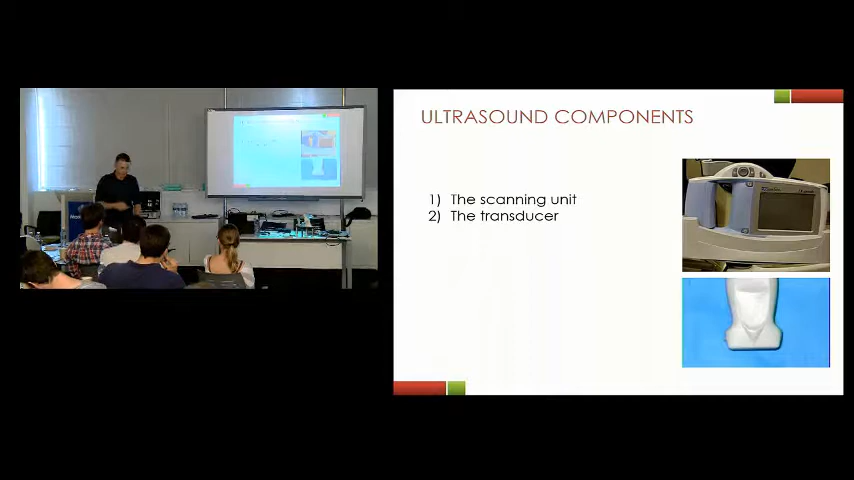 ULTRASOUND COMPONENTS
1) The scanning unit
2) The transducer